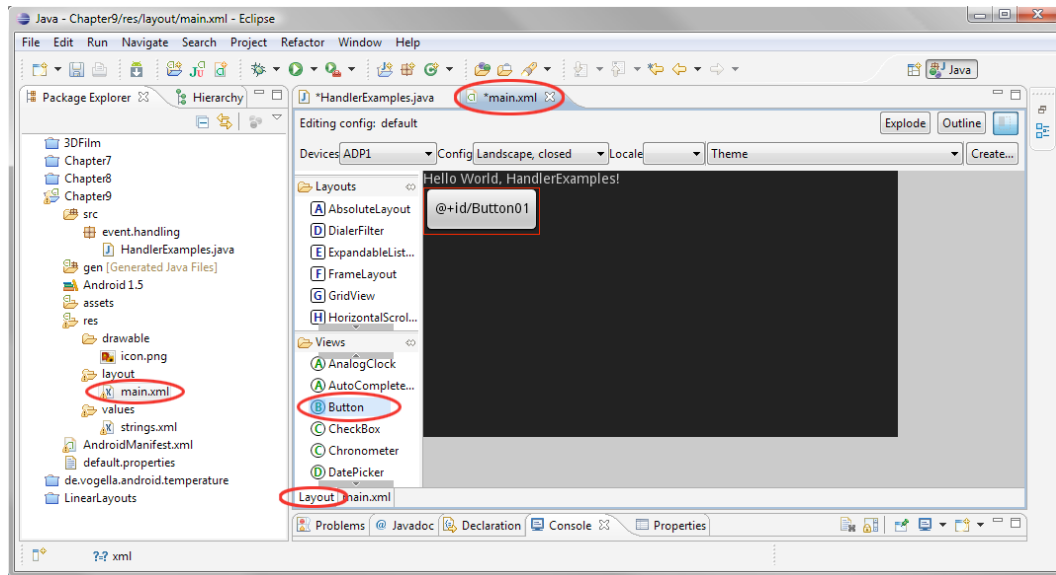 Java - Chapter9/res/layout/main.xml - Eclipse
File Edit Run Navigate Search Project Refactor Window Help
Java
Package Explorer Hierarchy
3DFilm
Chapter7
Chapter8
Chapter9
src
event.handling
HandlerExamples.java
gen [Generated Java Files]
Android 1.5
assets
res
drawable
icon.png
layout
main.xml
values
strings.xml
AndroidManifest.xml
default.properties
de.vogella.android.temperature
LinearLayouts
*HandlerExamples.java *main.xml
Editing config: default Explode Outline
Devices ADP1 Config Landscape, closed Locale Theme Create...
Layouts
A AbsoluteLayout
D DialerFilter
E ExpandableList...
F FrameLayout
G GridView
H HorizontalScrol...
Views
A AnalogClock
A AutoComplete...
B Button
C CheckBox
C Chronometer
D DatePicker
Hello World, HandlerExamples!
@+id/Button01
Layout main.xml
Problems @ Javadoc Declaration Console Properties
?=? xml